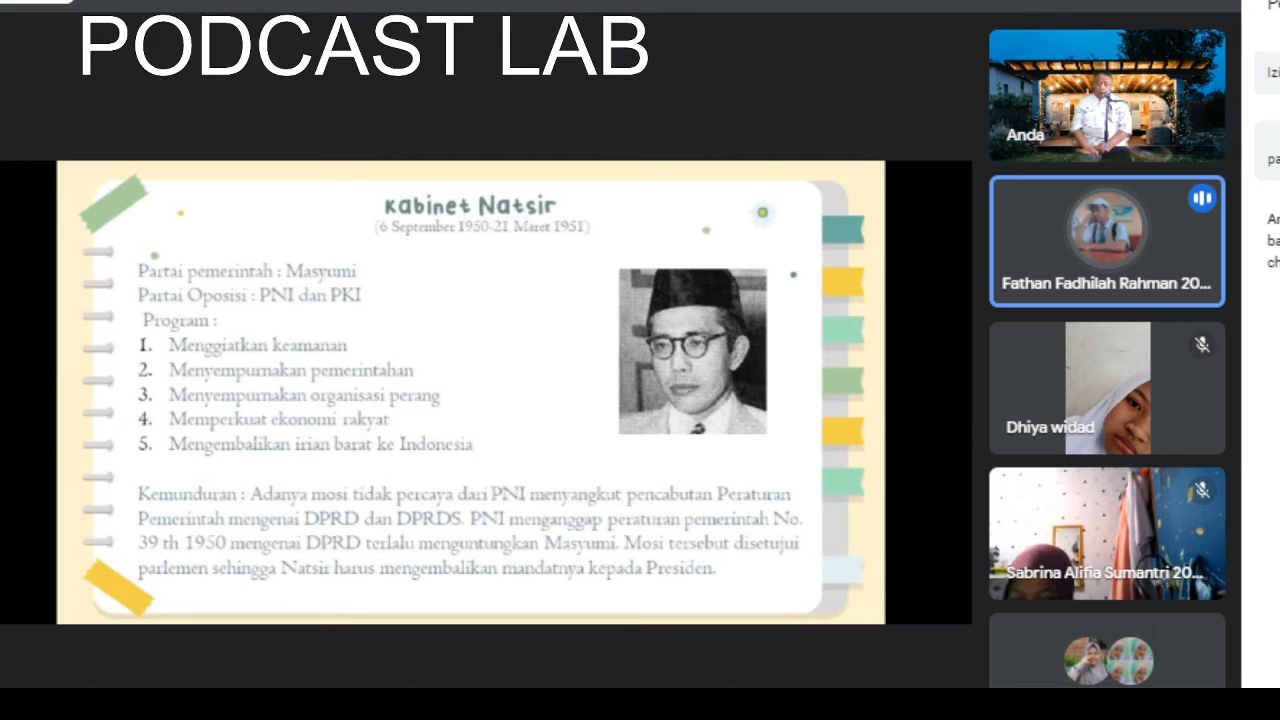 PODCAST LAB
Kabinet Natsir
(6 September 1950-21 Maret 1951)
Partai pemerintah : Masyumi
Partai Oposisi : PNI dan PKI
Program :
1. Menggiatkan keamanan
2. Menyempurnakan pemerintahan
3. Menyempurnakan organisasi perang
4. Memperkuat ekonomi rakyat
5. Mengembalikan irian barat ke Indonesia
Kemunduran : Adanya mosi tidak percaya dari PNI menyangkut pencabutan Peraturan
Pemerintah mengenai DPRD dan DPRDS. PNI menganggap peraturan pemerintah No.
39 th 1950 mengenai DPRD terlalu menguntungkan Masyumi. Mosi tersebut disetujui
parlemen sehingga Natsir harus mengembalikan mandatnya kepada Presiden.
Anda
Fathan Fadhilah Rahman 20...
Dhiya widad
Sabrina Alifia Sumantri 20...